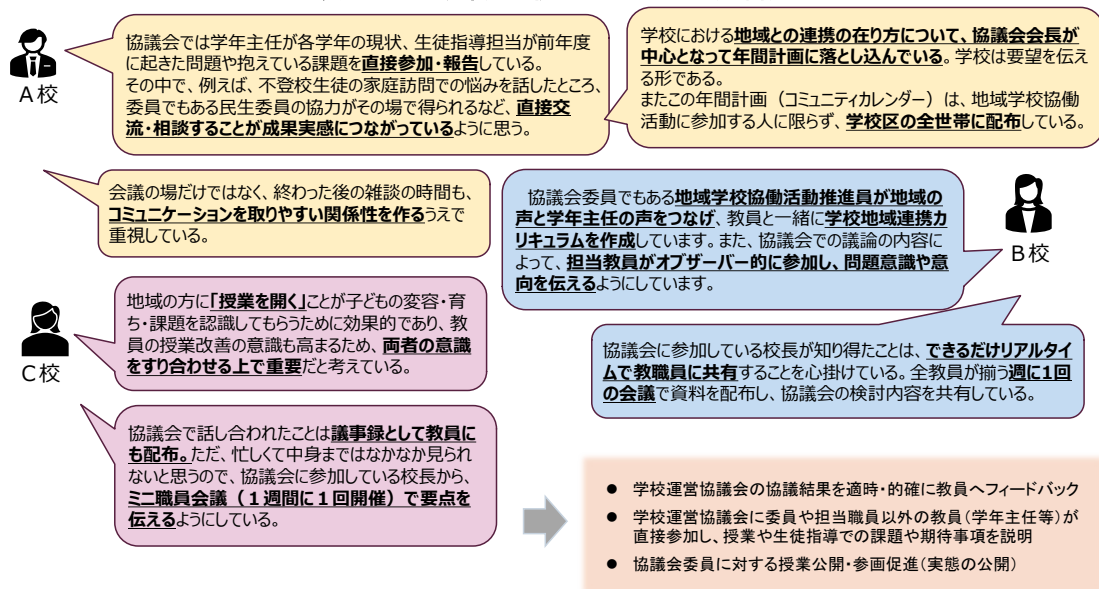 協議会では学年主任が各学年の現状、生徒指導担当が前年度
に起きた問題や抱えている課題を直接参加・報告している。
その中で、例えば、不登校生徒の家庭訪問での悩みを話したところ、
委員でもある民生委員の協力がその場で得られるなど、直接交
流・相談することが成果実感につながっているように思う。
A校
学校における地域との連携の在り方について、協議会会長が
中心となって年間計画に落とし込んでいる。学校は要望を伝え
る形である。
またこの年間計画（コミュニティカレンダー）は、地域学校協働
活動に参加する人に限らず、学校区の全世帯に配布している。
会議の場だけではなく、終わった後の雑談の時間も、
コミュニケーションを取りやすい関係性を作るうえで
重視している。
協議会委員でもある地域学校協働活動推進員が地域の
声と学年主任の声をつなげ、教員と一緒に学校地域連携カ
リキュラムを作成しています。また、協議会での議論の内容に
よって、担当教員がオブザーバー的に参加し、問題意識や意
向を伝えるようにしています。
B校
地域の方に「授業を開く」ことが子どもの変容・育
ち・課題を認識してもらうために効果的であり、教
員の授業改善の意識も高まるため、両者の意識
をすり合わせる上で重要だと考えている。
C校
協議会に参加している校長が知り得たことは、できるだけリアルタイ
ムで教職員に共有することを心掛けている。全教員が揃う週に1回
の会議で資料を配布し、協議会の検討内容を共有している。
協議会で話し合われたことは議事録として教員に
も配布。ただ、忙しくて中身まではなかなか見られ
ないと思うので、協議会に参加している校長から、
ミニ職員会議（１週間に１回開催）で要点を
伝えるようにしている。
● 学校運営協議会の協議結果を適時・的確に教員へフィードバック
● 学校運営協議会に委員や担当職員以外の教員（学年主任等）が
直接参加し、授業や生徒指導での課題や期待事項を説明
● 協議会委員に対する授業公開・参画促進（実態の公開）